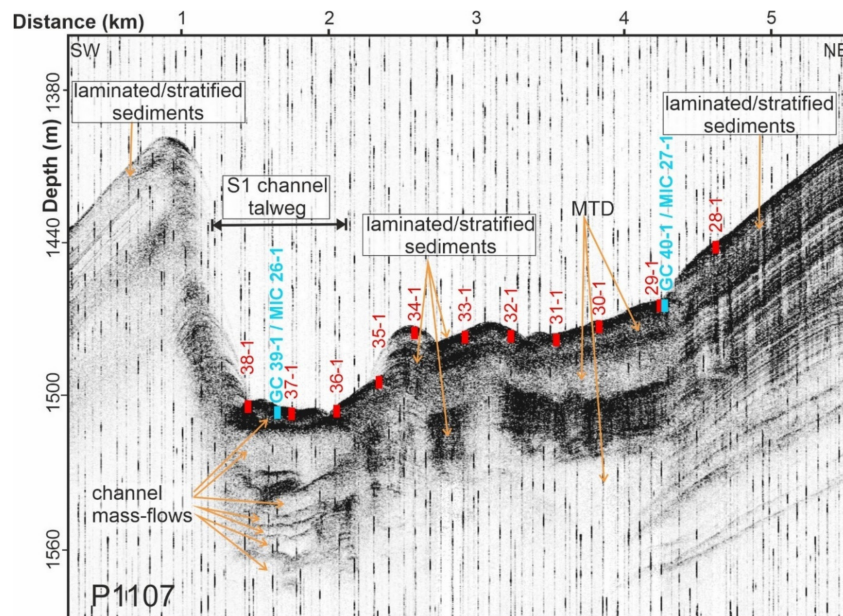 Distance (km) 1 2 3 4 5
SW
1380
laminated/stratified
sediments
laminated/stratified
sediments
S1 channel
talweg
1440
Depth (m)
laminated/stratified
sediments
MTD
GC 40-1 / MIC 27-1
28-1
29-1
30-1
31-1
32-1
33-1
34-1
35-1
GC 39-1 / MIC 26-1
38-1
37-1
36-1
1500
channel
mass-flows
1560
P1107